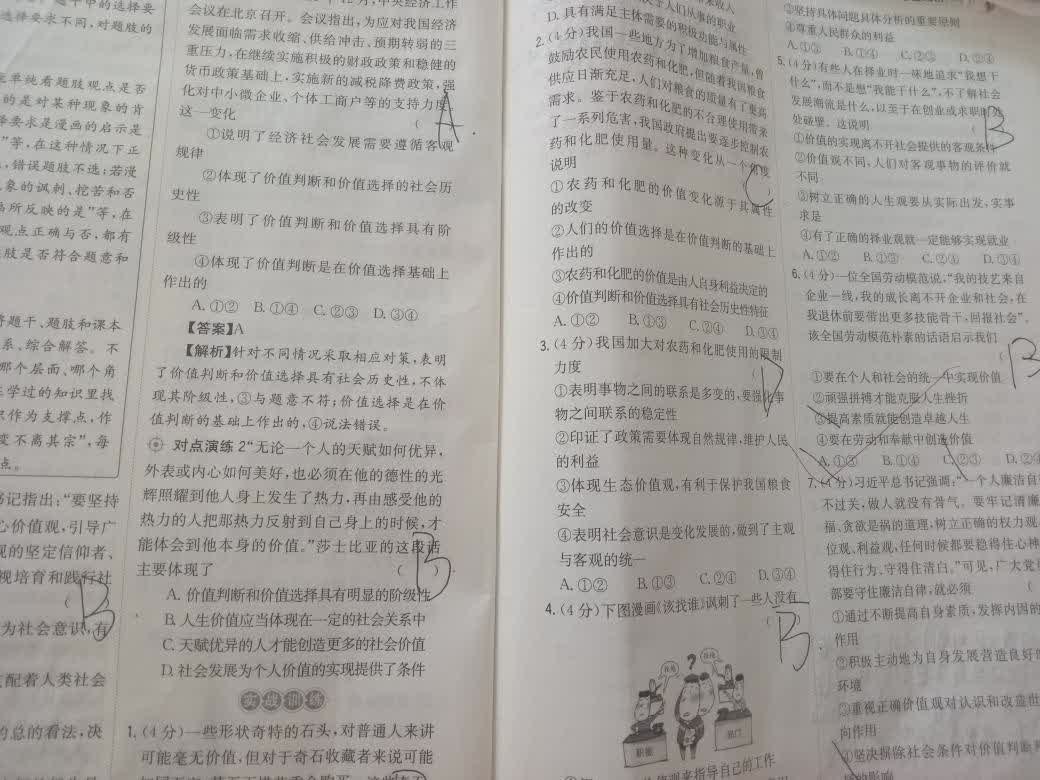 选择要求不同,对题肢的
单纯看题肢观点是否
的是对某种现象的肯
择要求是漫画的启示是
”等,在这种情况下正
错误题肢不选;若漫
象的讽刺、挖苦和否
所反映的是”等,在
观点正确与否,都有
肢是否符合题意和
题干、题肢和课本
系、综合解答。不
哪个层面、哪个角
学过的知识里找
作为支撑点,作
变不离其宗”,每
点。
书记指出:“要坚持
心价值观,引导广
观的坚定信仰者、
视培育和践行社
( B
为社会意识,有
支配着人类社会
的总的看法,决
会议在北京召开。会议指出,为应对我国经济
发展面临需求收缩、供给冲击、预期转弱的三
重压力,在继续实施积极的财政政策和稳健的
货币政策基础上,实施新的减税降费政策,强
化对中小微企业、个体工商户等的支持力度。
这一变化 ( A
①说明了经济社会发展需要遵循客观
规律
②体现了价值判断和价值选择的社会历
史性
③表明了价值判断和价值选择具有阶
级性
④体现了价值判断是在价值选择基础上
作出的
A. ①② B. ①④ C. ②③ D. ③④
【答案】A
【解析】针对不同情况采取相应对策,表明
了价值判断和价值选择具有社会历史性,不体
现其阶级性,③与题意不符;价值选择是在价
值判断的基础上作出的,④说法错误。
对点演练 2 “无论一个人的天赋如何优异,
外表或内心如何美好,也必须在他的德性的光
辉照耀到他人身上发生了热力,再由感受他的
热力的人把那热力反射到自己身上的时候,才
能体会到他本身的价值。”莎士比亚的这段话
主要体现了 ( B )
A. 价值判断和价值选择具有明显的阶级性
B. 人生价值应当体现在一定的社会关系中
C. 天赋优异的人才能创造更多的社会价值
D. 社会发展为个人价值的实现提供了条件
实战训练
1. (4 分)一些形状奇特的石头,对普通人来讲
可能毫无价值,但对于奇石收藏者来说可能
于人们从事的职业
D. 具有满足主体需要的积极功能与属性
2. (4 分)我国一些地方为了增加粮食产量,曾
鼓励农民使用农药和化肥,但随着我国粮食
供应日渐充足,人们对粮食的质量有了更高
需求。鉴于农药和化肥的不合理使用带来
了一系列危害,我国政府提出要逐步控制农
药和化肥使用量。这种变化从一个角度
说明 C )
①农药和化肥的价值变化源于其属性
的改变
②人们的价值选择是在价值判断的基础上
作出的
③农药和化肥的价值是由人自身利益决定的
④价值判断和价值选择具有社会历史性特征
A. ①② B. ①③ C. ②④ D. ③④
3. (4 分)我国加大对农药和化肥使用的限制
力度 ( D
①表明事物之间的联系是多变的,要强化事
物之间联系的稳定性
②印证了政策需要体现自然规律,维护人民
的利益
③体现生态价值观,有利于保护我国粮食
安全
④表明社会意识是变化发展的,做到了主观
与客观的统一
A. ①② B. ①③ C. ②④ D. ③④
4. (4 分)下图漫画《该找谁》讽刺了一些人没有
( B )
?
职能
部门
来指导自己的工作
②坚持具体问题具体分析的重要原则
④尊重人民群众的利益
A. ①③ B. ①④ C. ②③ D. ②④
5. (4 分)有些人在择业时一味地追求“我想干
什么”,而不是想“我能干什么”,不了解社会
发展潮流是什么,以至于在创业或求职时处
处碰壁。这说明 ( B
①价值的实现离不开社会提供的客观条件
②价值观不同,人们对客观事物的评价就
不同
③树立正确的人生观要从实际出发,实事
求是
④有了正确的择业观就一定能够实现就业
A. ①② B. ①③ C. ②④ D. ③④
6. (4 分)一位全国劳动模范说:“我的技艺来自
企业一线,我的成长离不开企业和社会,在
我退休前要带出更多技能骨干,回报社会”。
该全国劳动模范朴素的话语启示我们
( B
①要在个人和社会的统一中实现价值
②顽强拼搏才能克服人生挫折
③提高素质就能创造卓越人生
④要在劳动和奉献中创造价值
A. ①③ B. ①④ C. ②③ D. ②④
7. (4 分)习近平总书记强调:“一个人廉洁自
不过关,做人就没有骨气。要牢记清廉
福、贪欲是祸的道理,树立正确的权力观、
位观、利益观,任何时候都要稳得住心神
得住行为、守得住清白。”可见,广大党
都要守住廉洁自律,就必须 (
①通过不断提高自身素质,发挥内因的
作用
②积极主动地为自身发展营造良好的
环境
③重视正确价值观对认识和改造世
向作用
④坚决摒除社会条件对价值判断